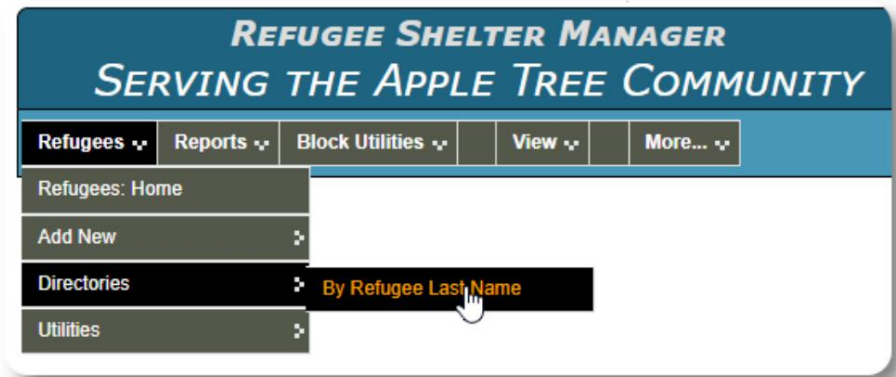 REFUGEE SHELTER MANAGER
SERVING THE APPLE TREE COMMUNITY
Refugees Reports Block Utilities View More...
Refugees: Home
Add New
Directories By Refugee Last Name
Utilities